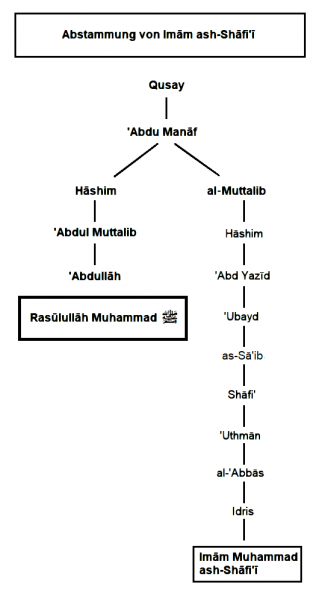 Abstammung von Imām ash-Shāfi'ī
Qusay
'Abdu Manāf
Hāshim
'Abdul Muttalib
'Abdullāh
Rasūlullāh Muhammad ﷺ
al-Muttalib
Hāshim
'Abd Yazīd
'Ubayd
as-Sā'ib
Shāfi'
'Uthmān
al-'Abbās
Idris
Imām Muhammad
ash-Shāfi'ī